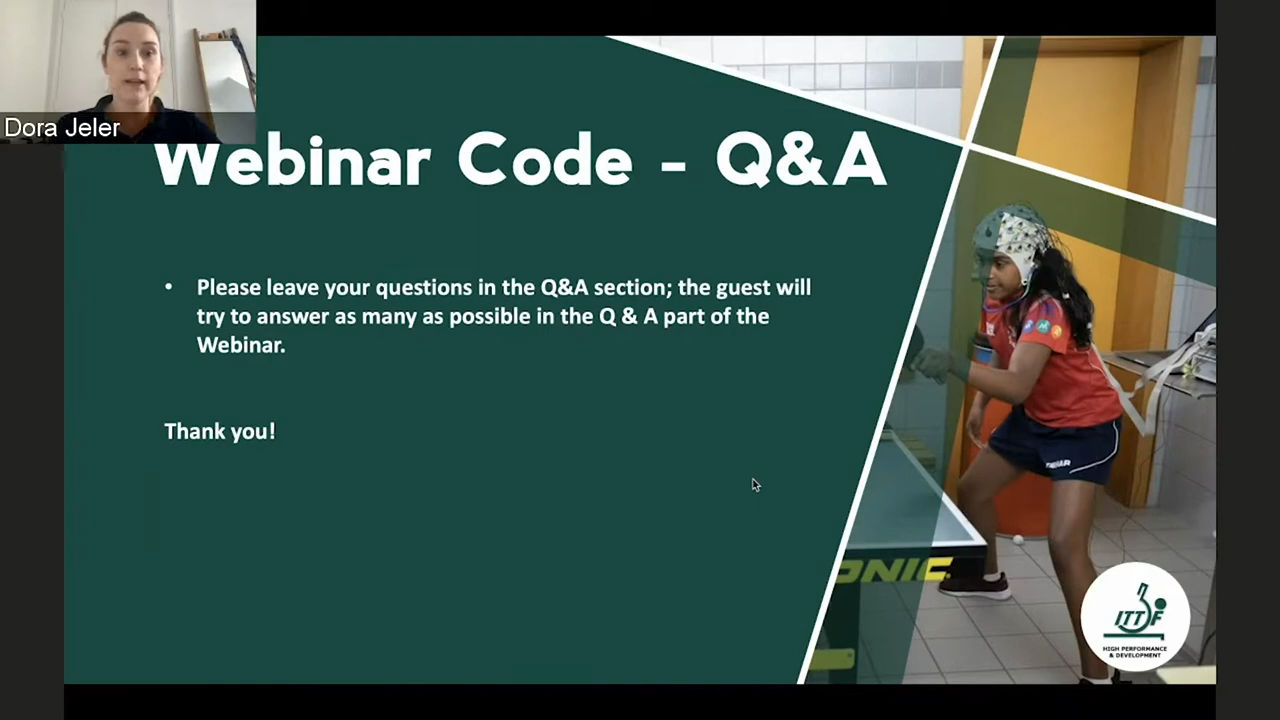 Dora Jeler
Webinar Code - Q&A
• Please leave your questions in the Q&A section; the guest will
try to answer as many as possible in the Q & A part of the
Webinar.
Thank you!
ONIC
ITTF
HIGH PERFORMANCE
& DEVELOPMENT